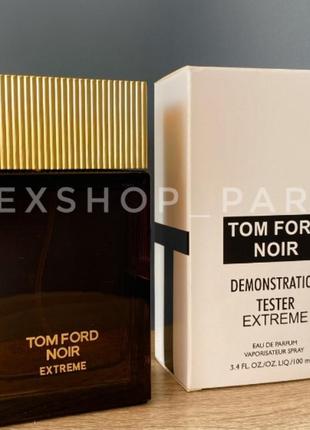 EXSHOP_PAR
TOM FORD
NOIR
EXTREME
TOM FORD
NOIR
DEMONSTRATIO
TESTER
EXTREME
EAU DE PARFUM
VAPORISATEUR SPRAY
3.4 FL. OZ./OZ. LIQ./100 m